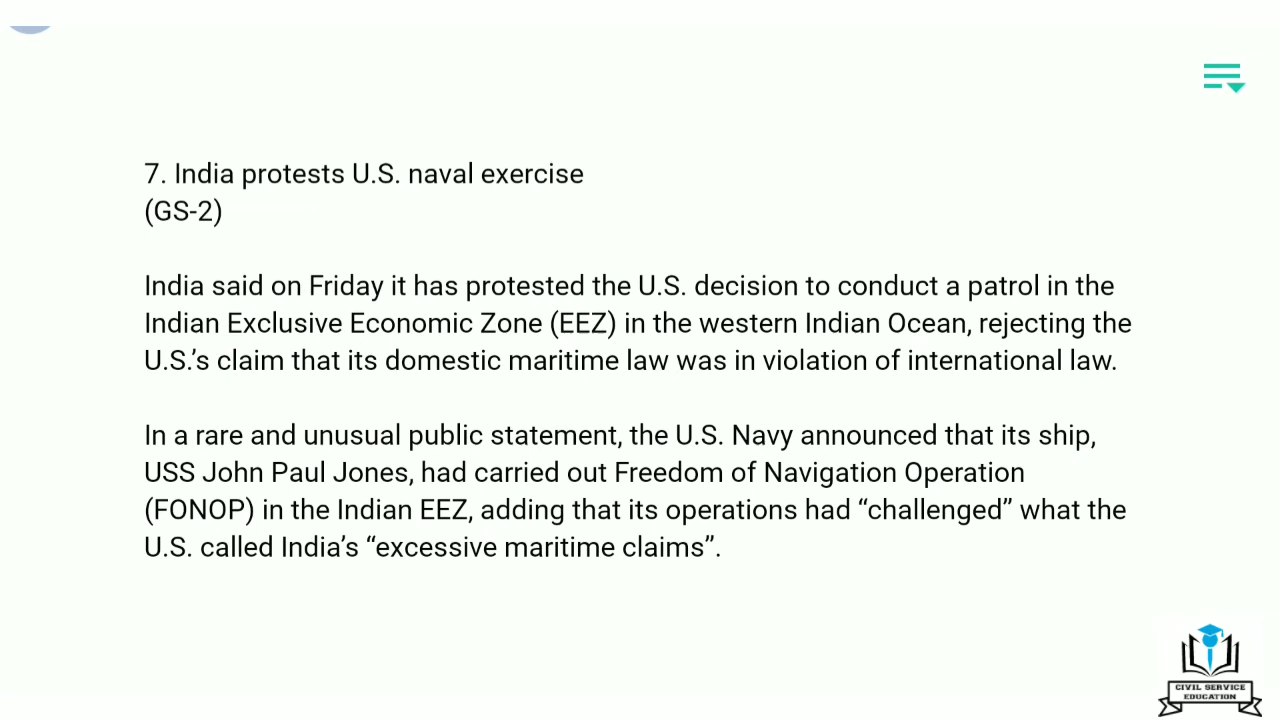 7. India protests U.S. naval exercise
(GS-2)
India said on Friday it has protested the U.S. decision to conduct a patrol in the
Indian Exclusive Economic Zone (EEZ) in the western Indian Ocean, rejecting the
U.S.’s claim that its domestic maritime law was in violation of international law.
In a rare and unusual public statement, the U.S. Navy announced that its ship,
USS John Paul Jones, had carried out Freedom of Navigation Operation
(FONOP) in the Indian EEZ, adding that its operations had “challenged” what the
U.S. called India’s “excessive maritime claims”.
CIVIL SERVICE
EDUCATION